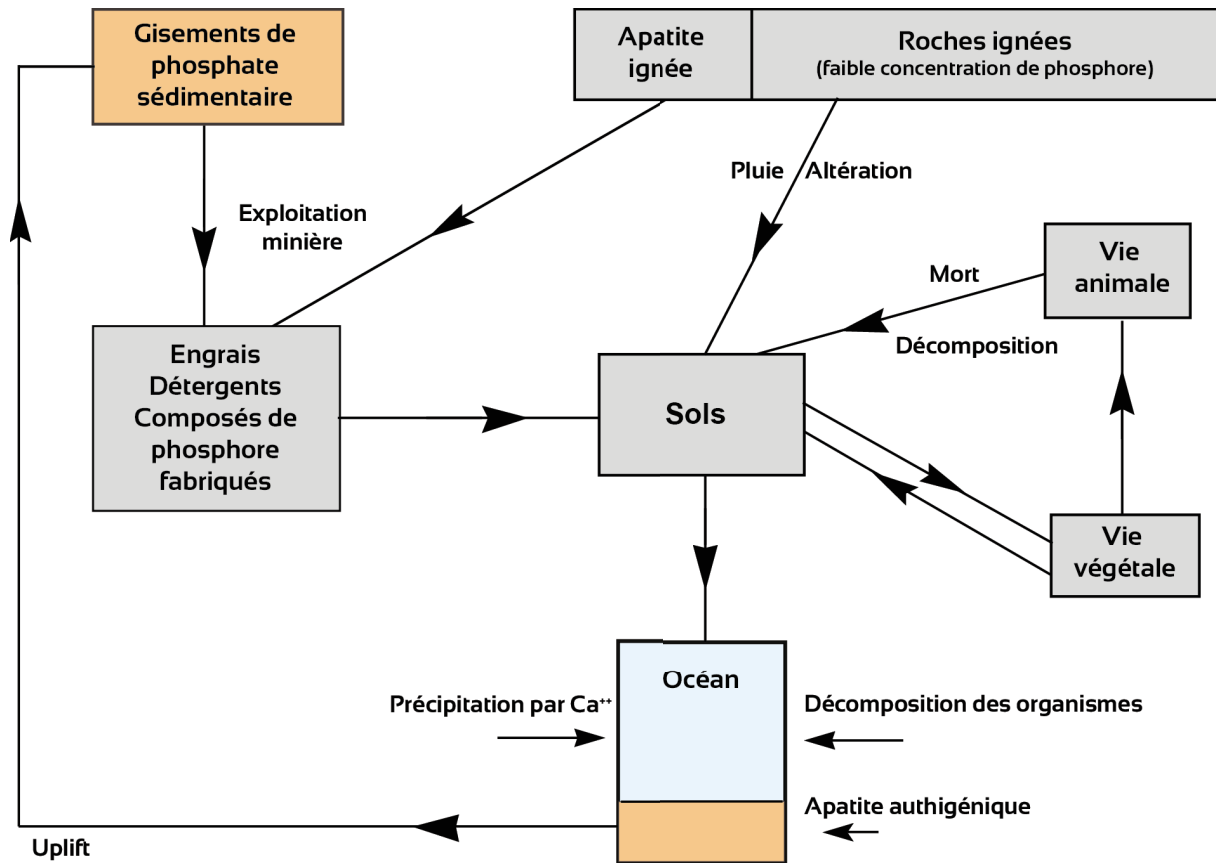 Gisements de
phosphate
sédimentaire
Apatite
ignée
Roches ignées
(faible concentration de phosphore)
Pluie
Altération
Exploitation
minière
Vie
animale
Mort
Décomposition
Engrais
Détergents
Composés de
phosphore
fabriqués
Sols
Vie
végétale
Océan
Précipitation par Ca⁺⁺
Décomposition des organismes
Apatite authigénique
Uplift